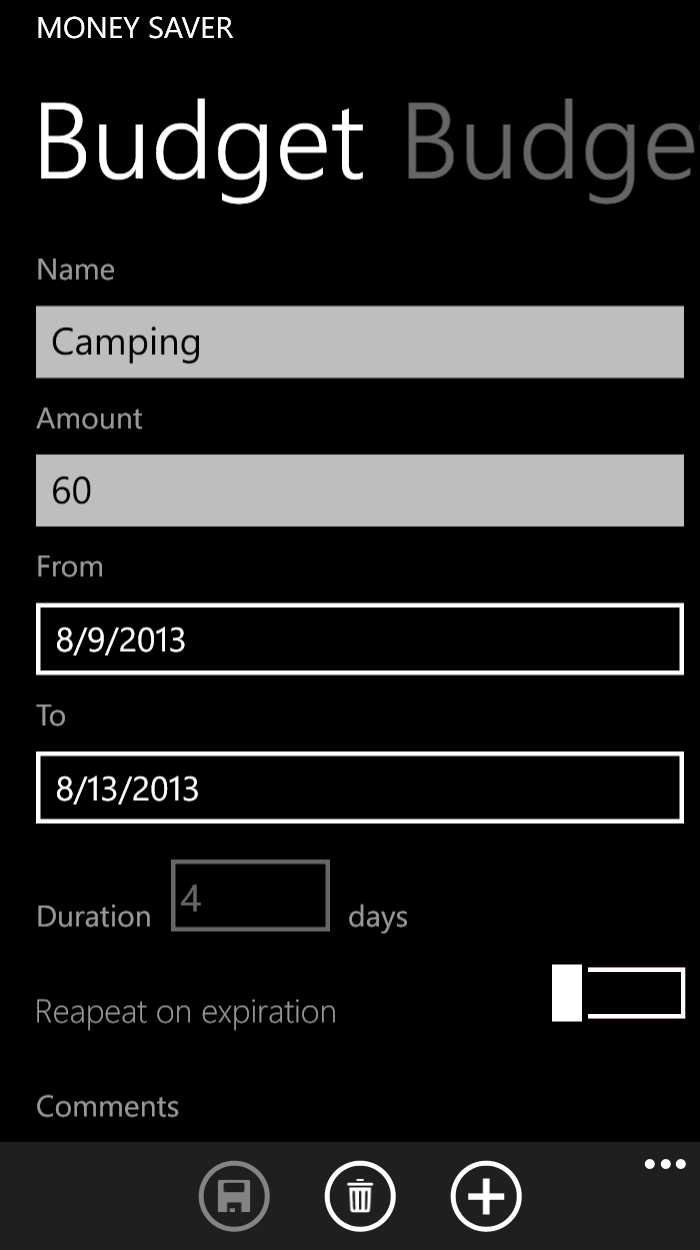 MONEY SAVER
Budget Budge
Name
Camping
Amount
60
From
8/9/2013
To
8/13/2013
Duration 4 days
Reapeat on expiration
Comments